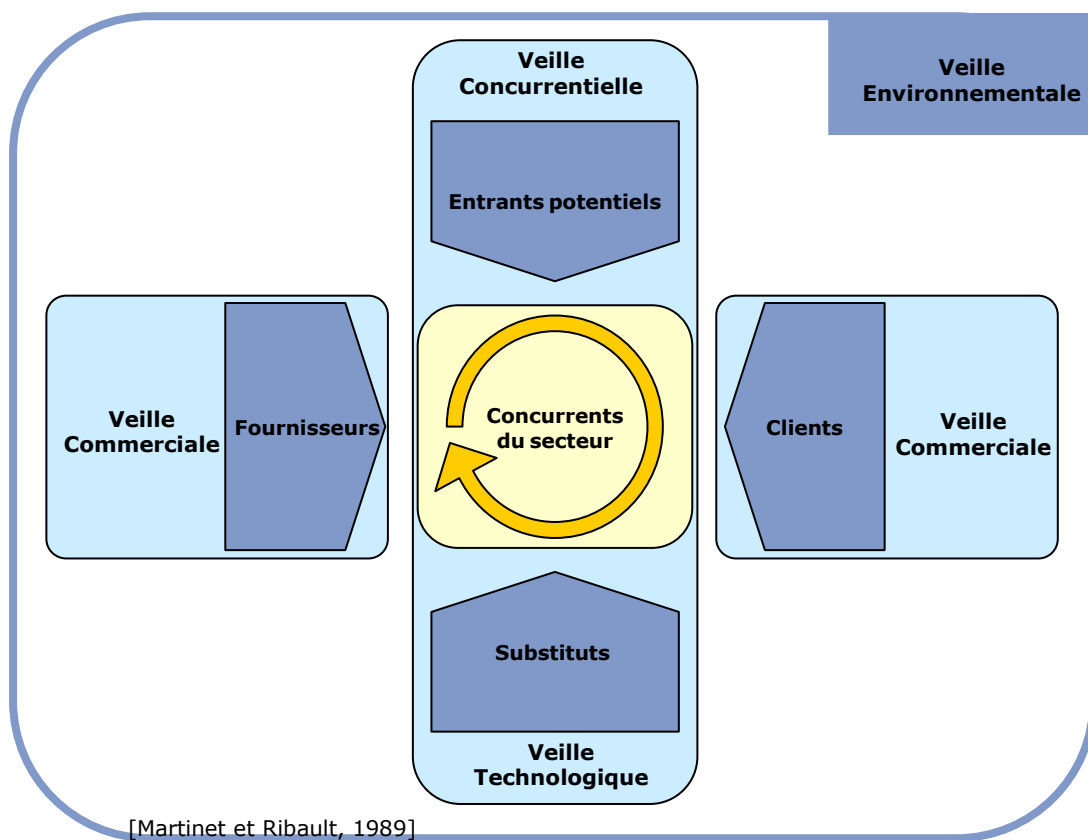 Veille
Concurrentielle
Veille
Environnementale
Entrants potentiels
Veille
Commerciale
Fournisseurs
Concurrents
du secteur
Clients
Veille
Commerciale
Substituts
Veille
Technologique
[Martinet et Ribault, 1989]